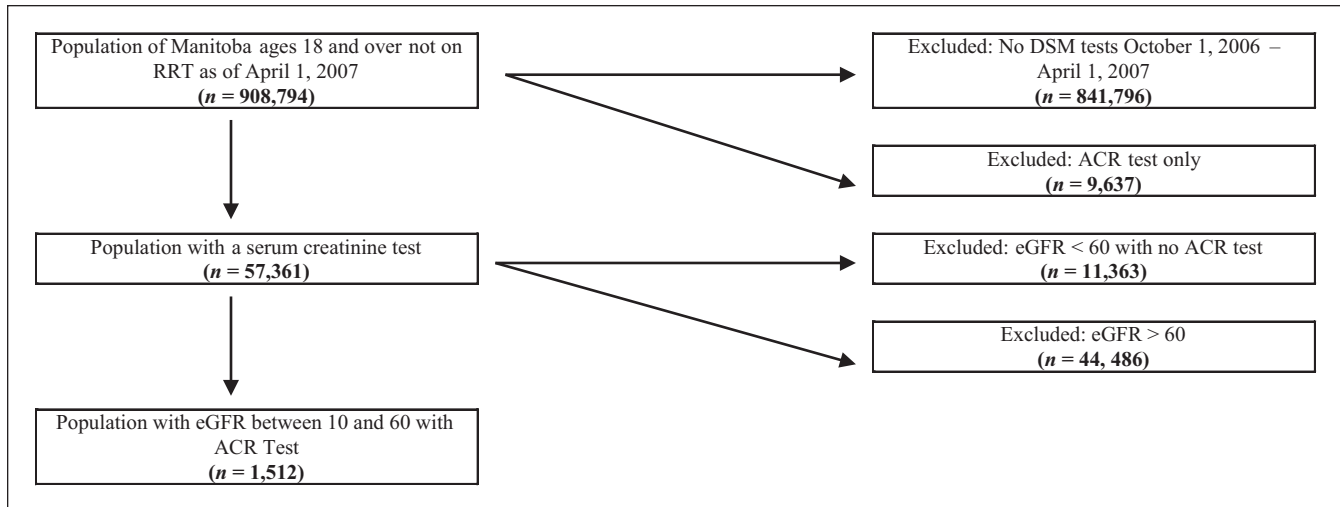 Population of Manitoba ages 18 and over not on
RRT as of April 1, 2007
(n = 908,794)
Excluded: No DSM tests October 1, 2006 –
April 1, 2007
(n = 841,796)
Excluded: ACR test only
(n = 9,637)
Population with a serum creatinine test
(n = 57,361)
Excluded: eGFR < 60 with no ACR test
(n = 11,363)
Excluded: eGFR > 60
(n = 44, 486)
Population with eGFR between 10 and 60 with
ACR Test
(n = 1,512)